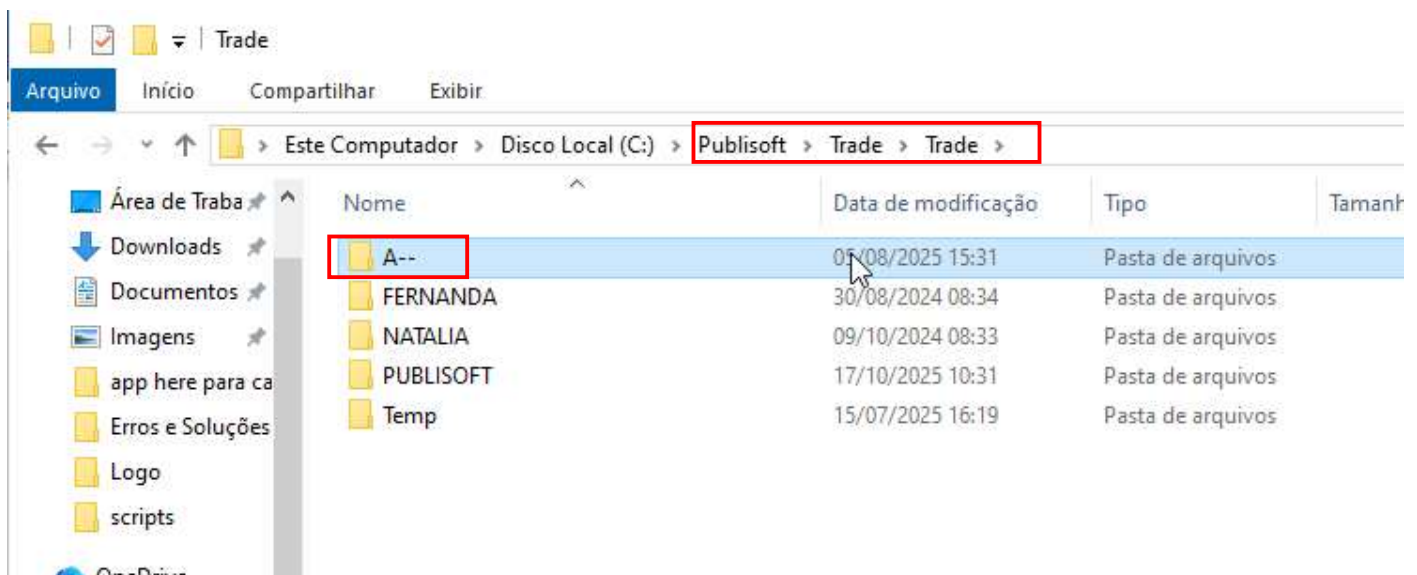 Trade
Arquivo Início Compartilhar Exibir
Este Computador > Disco Local (C:) > Publisoft > Trade > Trade >
Área de Traba
Nome Data de modificação Tipo Tamanh
Downloads
A-- 05/08/2025 15:31 Pasta de arquivos
Documentos
FERNANDA 30/08/2024 08:34 Pasta de arquivos
Imagens
NATALIA 09/10/2024 08:33 Pasta de arquivos
app here para ca
PUBLISOFT 17/10/2025 10:31 Pasta de arquivos
Erros e Soluções
Temp 15/07/2025 16:19 Pasta de arquivos
Logo
scripts
OneDrive